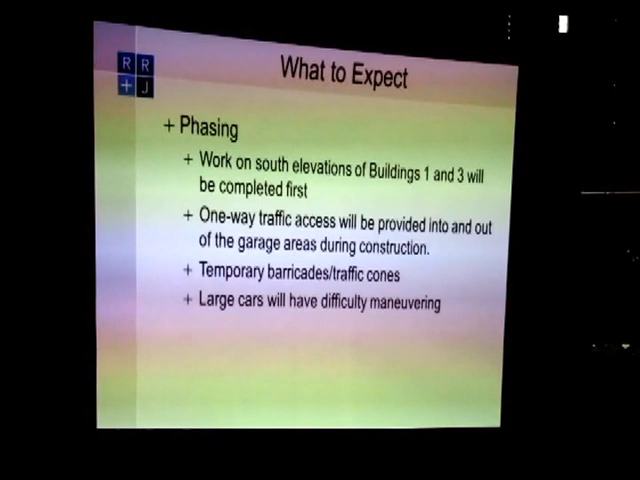 R R
+ J
What to Expect
+ Phasing
+ Work on south elevations of Buildings 1 and 3 will
be completed first
+ One-way traffic access will be provided into and out
of the garage areas during construction.
+ Temporary barricades/traffic cones
+ Large cars will have difficulty maneuvering